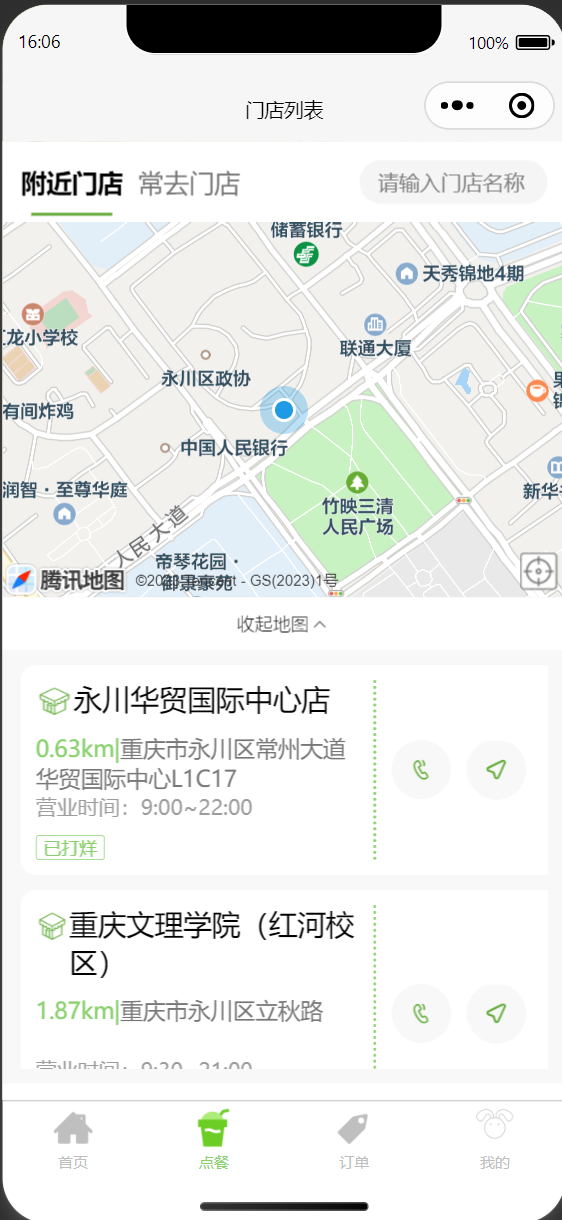 16:06
100%
门店列表
附近门店
常去门店
请输入门店名称
储蓄银行
天秀锦地4期
龙小学校
联通大厦
永川区政协
有间炸鸡
中国人民银行
润智·至尊华庭
新华
竹映三清
人民广场
人民大道
帝琴花园·
御景豪苑
腾讯地图
©2023 Tencent - GS(2023)1号
收起地图
永川华贸国际中心店
0.63km|重庆市永川区常州大道
华贸国际中心L1C17
营业时间：9:00~22:00
已打烊
重庆文理学院（红河校
区）
1.87km|重庆市永川区立秋路
营业时间：9:30~21:00
首页
点餐
订单
我的